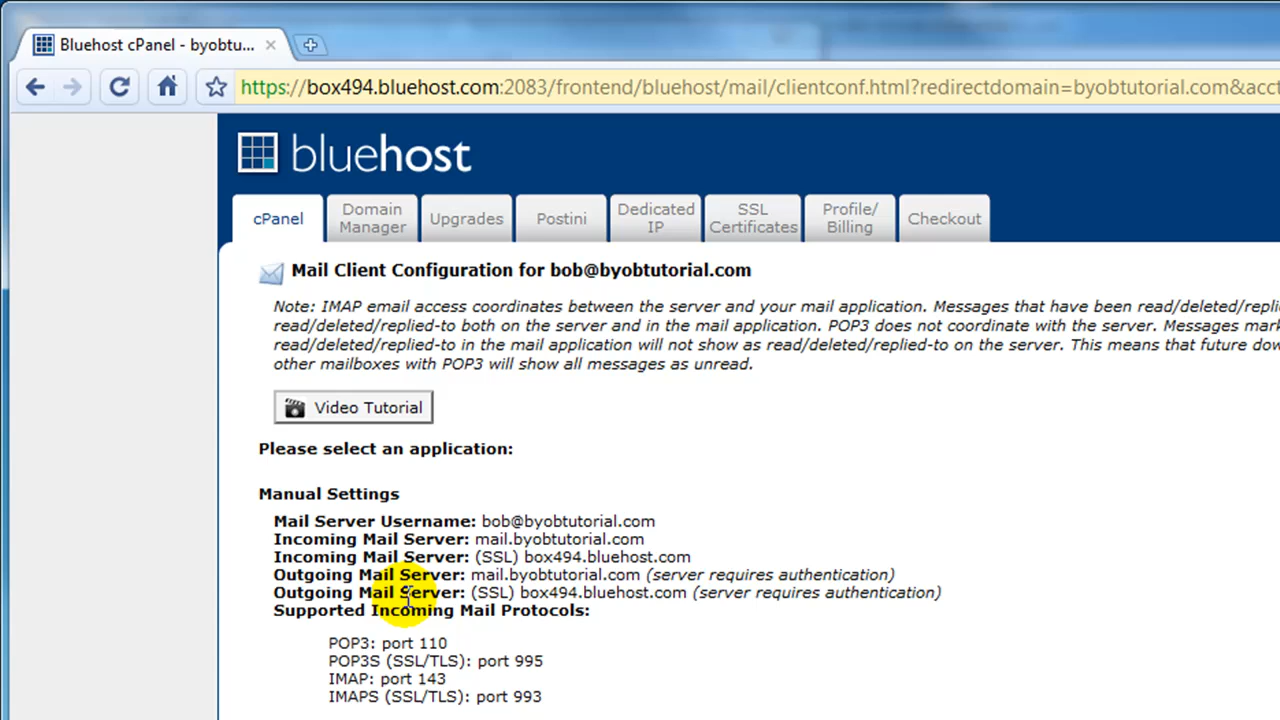 Bluehost cPanel - byobtu...
https://box494.bluehost.com:2083/frontend/bluehost/mail/clientconf.html?redirectdomain=byobtutorial.com&acct
bluehost
cPanel
Domain
Manager
Upgrades
Postini
Dedicated
IP
SSL
Certificates
Profile/
Billing
Checkout
Mail Client Configuration for bob@byobtutorial.com
Note: IMAP email access coordinates between the server and your mail application. Messages that have been read/deleted/repli
read/deleted/replied-to both on the server and in the mail application. POP3 does not coordinate with the server. Messages mark
read/deleted/replied-to in the mail application will not show as read/deleted/replied-to on the server. This means that future dow
other mailboxes with POP3 will show all messages as unread.
Video Tutorial
Please select an application:
Manual Settings
Mail Server Username: bob@byobtutorial.com
Incoming Mail Server: mail.byobtutorial.com
Incoming Mail Server: (SSL) box494.bluehost.com
Outgoing Mail Server: mail.byobtutorial.com (server requires authentication)
Outgoing Mail Server: (SSL) box494.bluehost.com (server requires authentication)
Supported Incoming Mail Protocols:
POP3: port 110
POP3S (SSL/TLS): port 995
IMAP: port 143
IMAPS (SSL/TLS): port 993